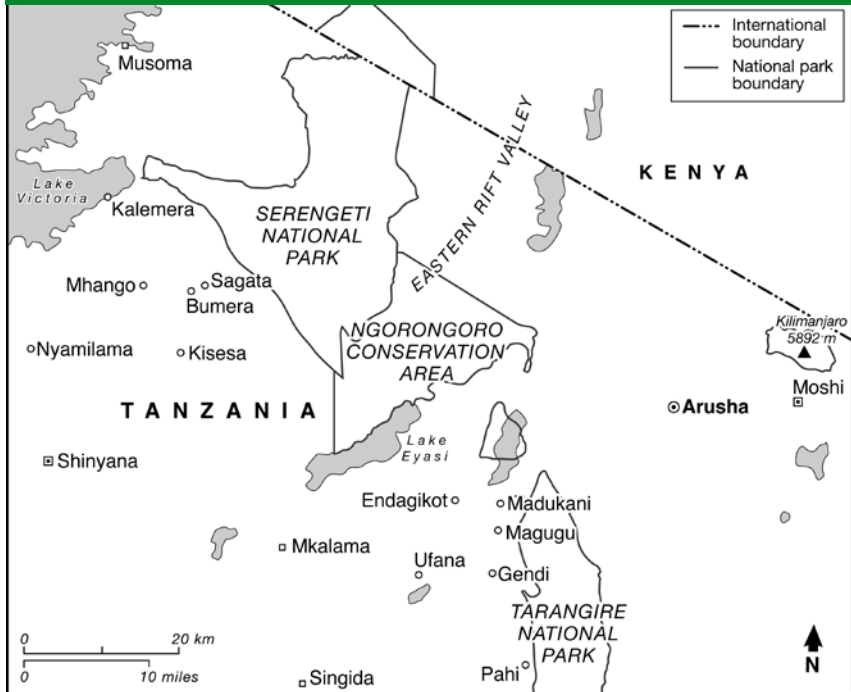 International
boundary
National park
boundary
Musoma
EASTERN RIFT VALLEY
KENYA
Lake
Victoria
Kalemera
SERENGETI
NATIONAL
PARK
Mhango
Sagata
Bumera
Nyamilama
Kisesa
NGORONGORO
CONSERVATION
AREA
Kilimanjaro
5892 m
Moshi
TANZANIA
Arusha
Lake
Eyasi
Shinyana
Endagikot
Madukani
Magugu
Mkalama
Ufana
Gendi
TARANGIRE
NATIONAL
PARK
0 20 km
0 10 miles
Singida
Pahi
N